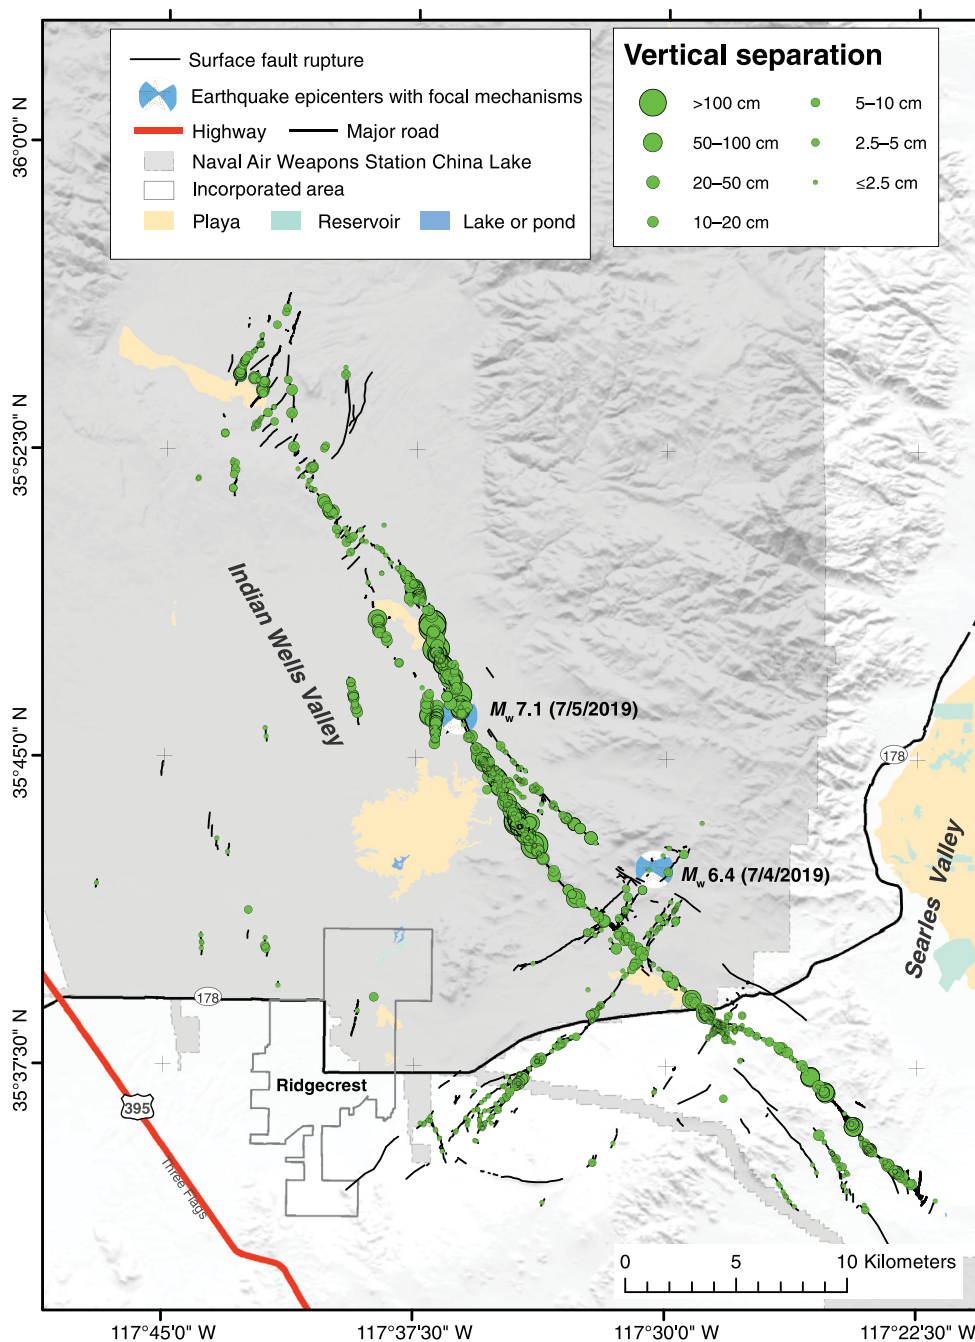 Surface fault rupture
Earthquake epicenters with focal mechanisms
Highway Major road
Naval Air Weapons Station China Lake
Incorporated area
Playa Reservoir Lake or pond
Vertical separation
>100 cm 5–10 cm
50–100 cm 2.5–5 cm
20–50 cm ≤2.5 cm
10–20 cm
36°0'0" N
35°52'30" N
35°45'0" N
35°37'30" N
Indian Wells Valley
Mw 7.1 (7/5/2019)
Mw 6.4 (7/4/2019)
178
Searles Valley
178
Ridgecrest
395
Three Flags
0 5 10 Kilometers
117°45'0" W 117°37'30" W 117°30'0" W 117°22'30" W